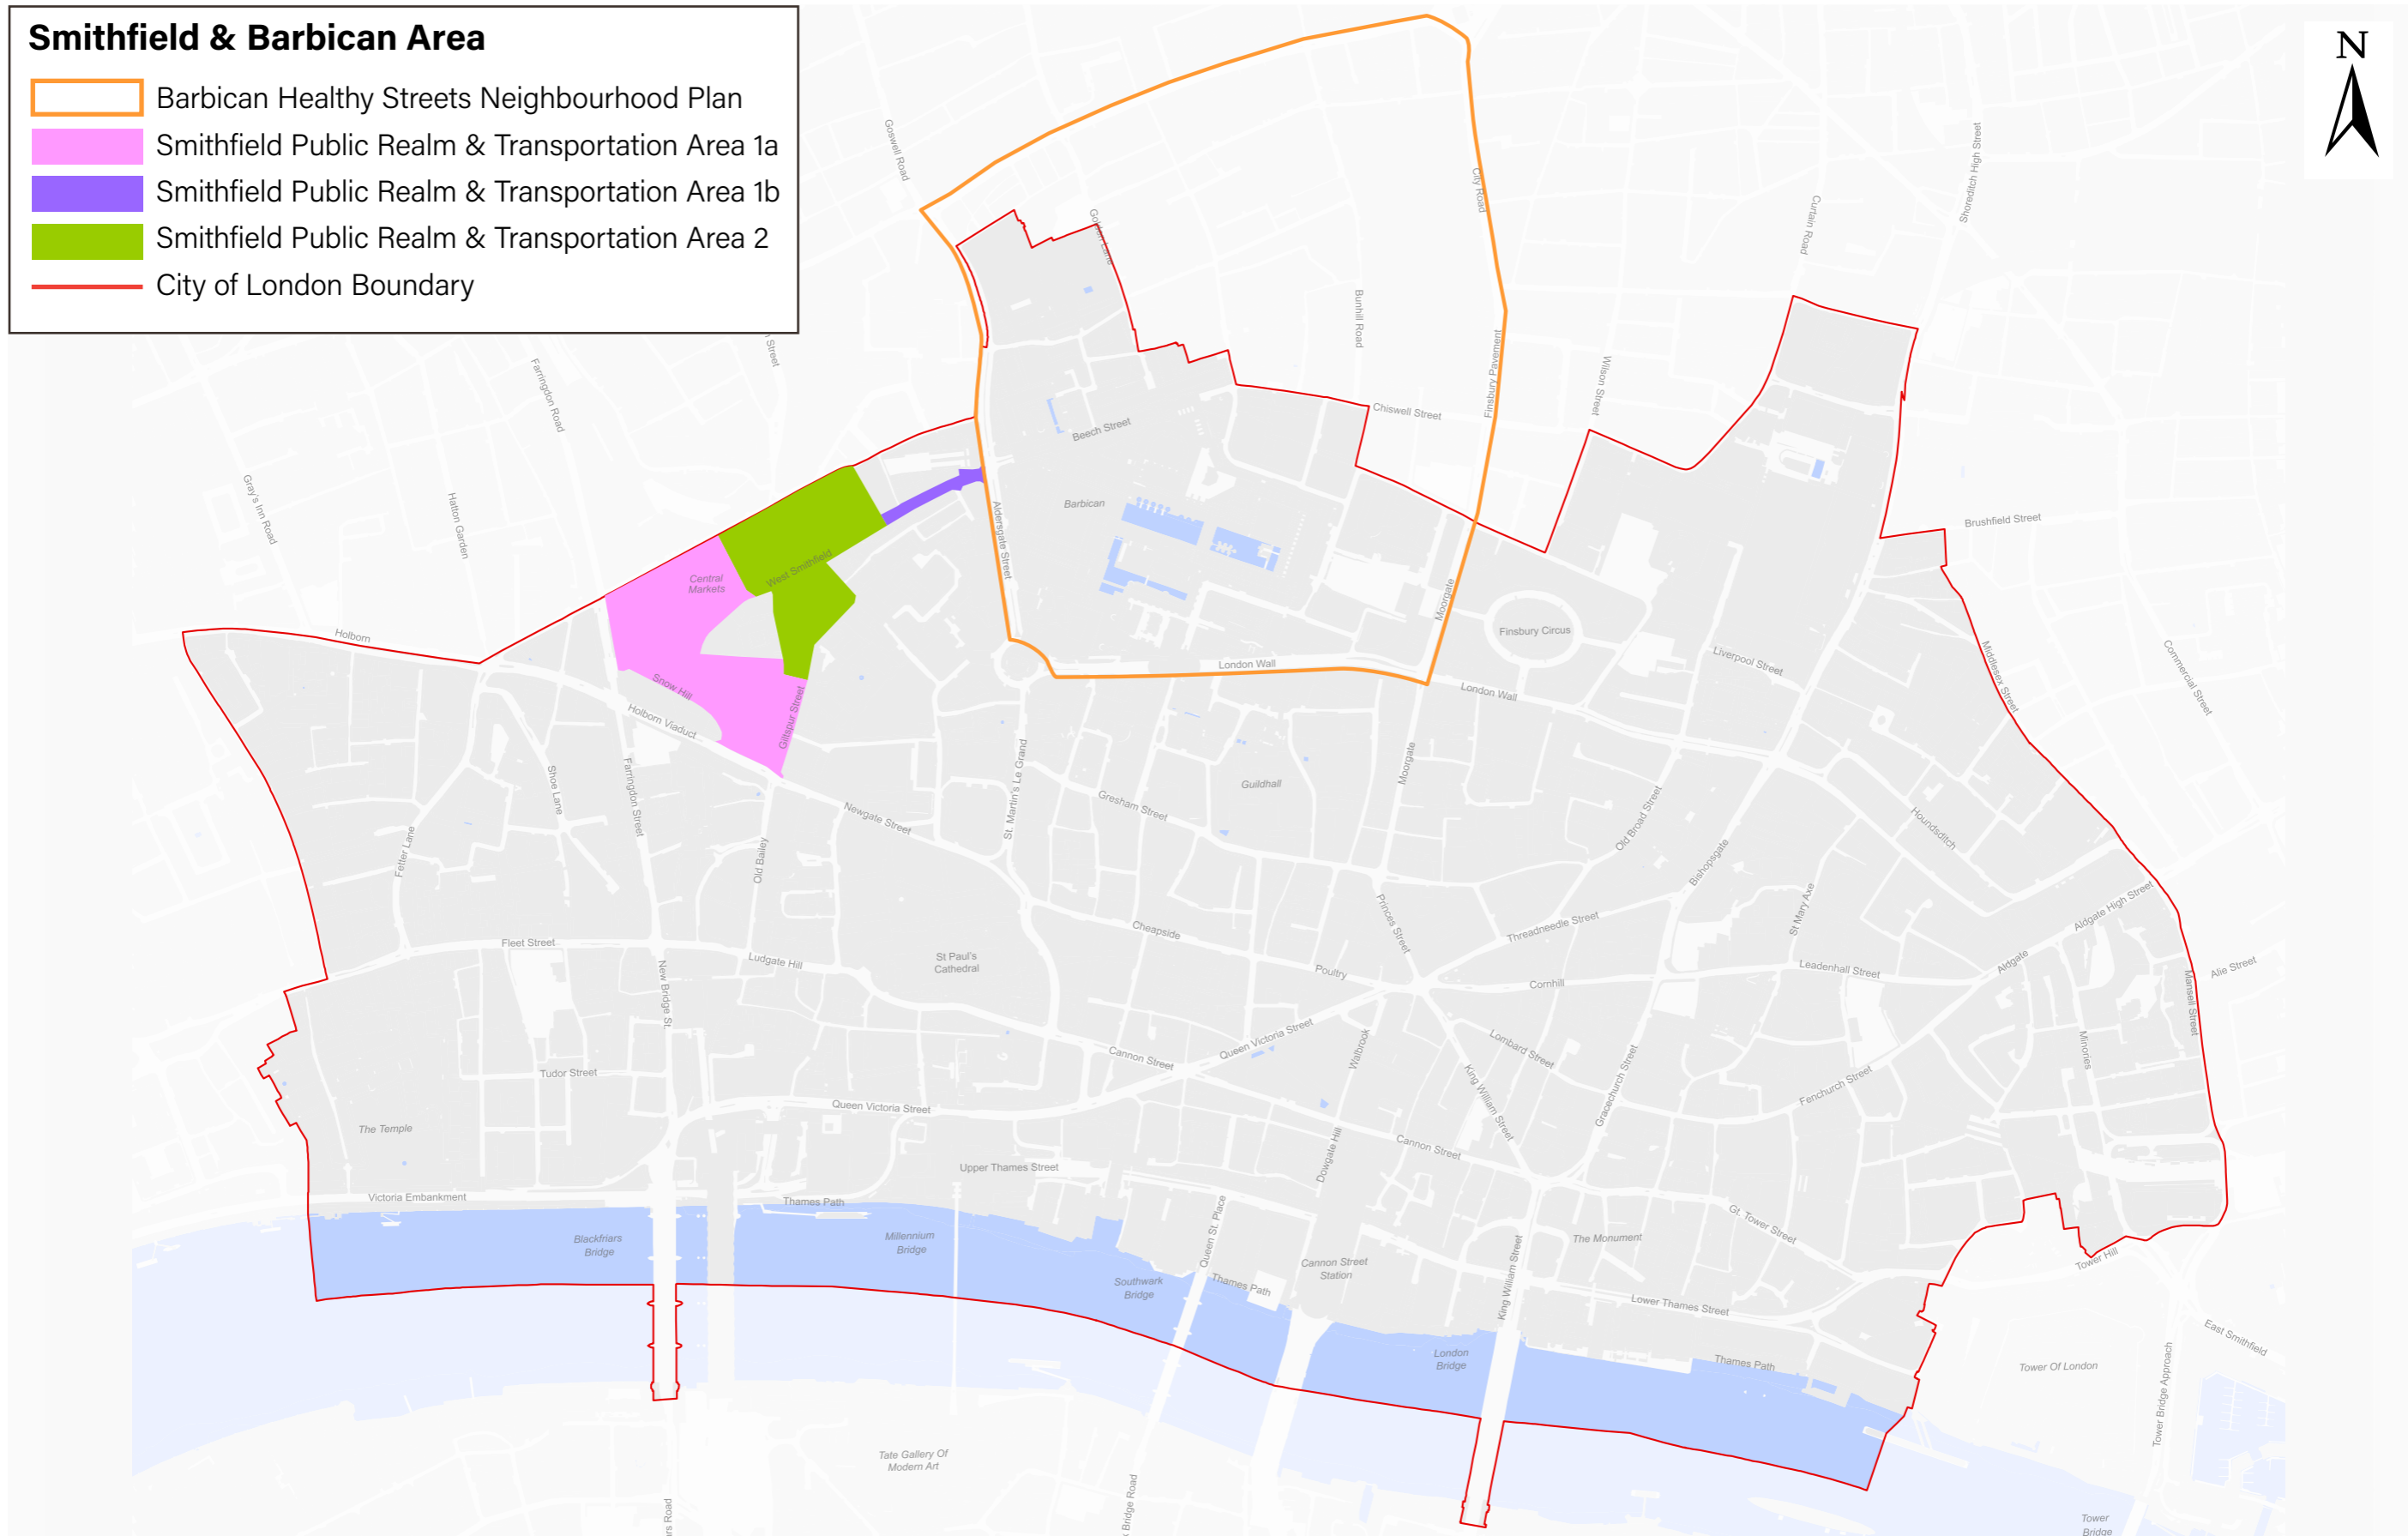 Smithfield & Barbican Area
Barbican Healthy Streets Neighbourhood Plan
Smithfield Public Realm & Transportation Area 1a
Smithfield Public Realm & Transportation Area 1b
Smithfield Public Realm & Transportation Area 2
City of London Boundary
N
Goswell Road
Golden Lane
City Road
Curtain Road
Shoreditch High Street
Bunhill Road
Finsbury Pavement
Wilson Street
Chiswell Street
Street
Farringdon Road
Gray's Inn Road
Hatton Garden
Beech Street
Barbican
Aldersgate Street
Brushfield Street
West Smithfield
Central
Markets
Moorgate
Finsbury Circus
Holborn
London Wall
London Wall
Liverpool Street
Middlesex Street
Commercial Street
Snow Hill
Holborn Viaduct
Giltspur Street
Farringdon Street
Shoe Lane
Fetter Lane
Old Bailey
Newgate Street
St. Martin's Le Grand
Gresham Street
Guildhall
Moorgate
Old Broad Street
Bishopsgate
Houndsditch
St Mary Axe
Aldgate High Street
Princes Street
Threadneedle Street
Cheapside
Poultry
Cornhill
Leadenhall Street
Aldgate
Alie Street
Mansell Street
Fleet Street
Ludgate Hill
St Paul's
Cathedral
New Bridge St.
Tudor Street
The Temple
Queen Victoria Street
Cannon Street
Queen Victoria Street
Walbrook
Lombard Street
King William Street
Gracechurch Street
Fenchurch Street
Minories
Cannon Street
Dowgate Hill
Upper Thames Street
Victoria Embankment
Thames Path
Blackfriars
Bridge
Millennium
Bridge
Southwark
Bridge
Queen St. Place
Thames Path
Cannon Street
Station
King William Street
The Monument
Gt. Tower Street
Lower Thames Street
Thames Path
London
Bridge
Tower Hill
East Smithfield
Tower Of London
Tower Bridge Approach
Tate Gallery Of
Modern Art
Bridge Road
rs Road
Tower
Bridge